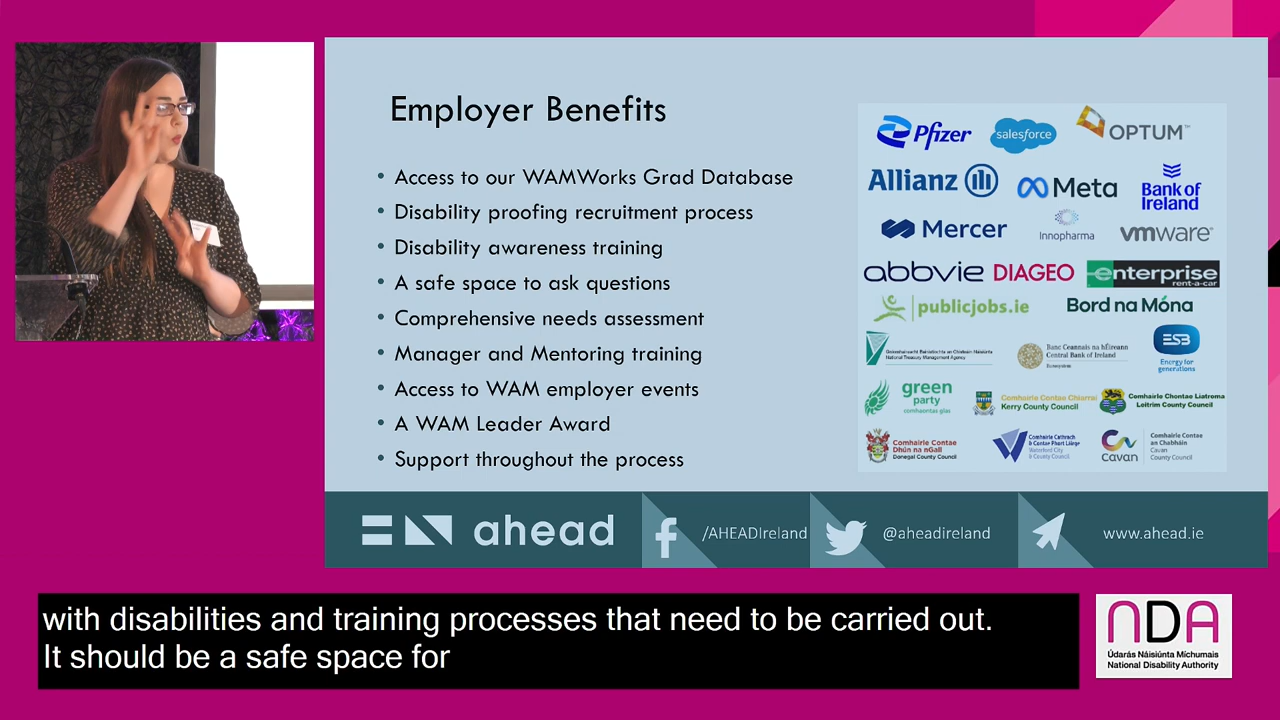 Employer Benefits
• Access to our WAMWorks Grad Database
• Disability proofing recruitment process
• Disability awareness training
• A safe space to ask questions
• Comprehensive needs assessment
• Manager and Mentoring training
• Access to WAM employer events
• A WAM Leader Award
• Support throughout the process
Pfizer
salesforce
OPTUM™
Allianz
Meta
Bank of
Ireland
Mercer
Innopharma
vmware®
abbvie
DIAGEO
enterprise
rent-a-car
publicjobs.ie
Bord na Móna
National Treasury Management Agency
Banc Ceannais na hÉireann
Central Bank of Ireland
Eurosystem
ESB
Energy for
generations
green
party
comhaontas glas
Comhairle Contae Chiarraí
Kerry County Council
Comhairle Chontae Liatroma
Leitrim County Council
Comhairle Contae
Dhún na nGall
Donegal County Council
Comhairle Cathrach
& Contae Phort Láirge
Waterford City
& County Council
Cavan
Comhairle Contae
an Chabháin
Cavan
County Council
ahead
/AHEADIreland
@aheadireland
www.ahead.ie
with disabilities and training processes that need to be carried out.
It should be a safe space for
NDA
Údarás Náisiúnta Míchumais
National Disability Authority